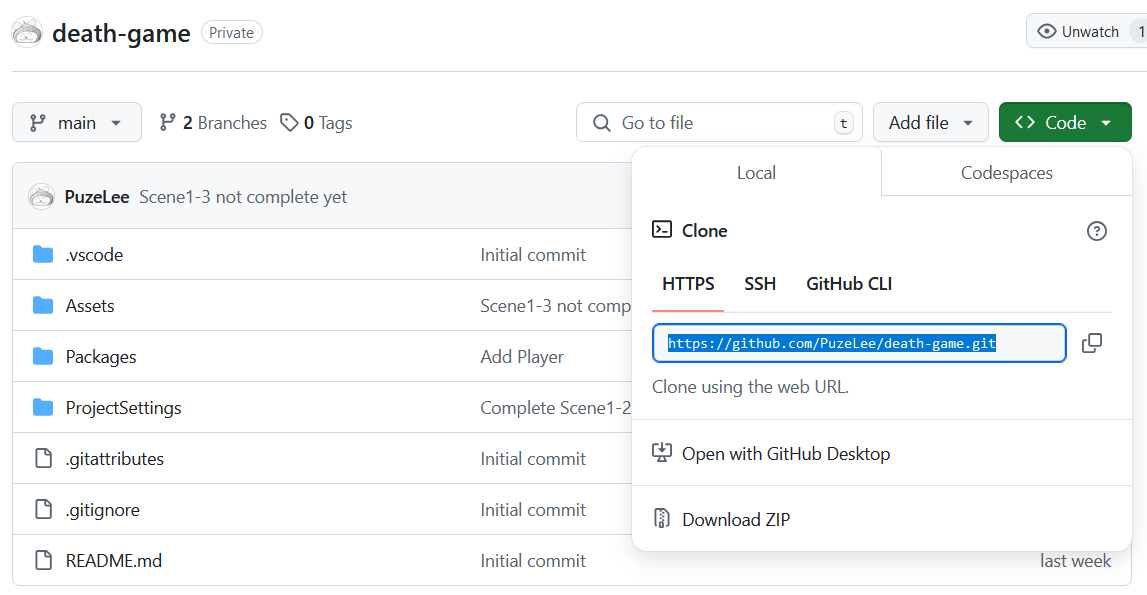 death-game Private
Unwatch 1
main 2 Branches 0 Tags
Go to file t
Add file
Code
Local Codespaces
Clone
HTTPS SSH GitHub CLI
https://github.com/PuzeLee/death-game.git
Clone using the web URL.
Open with GitHub Desktop
Download ZIP
PuzeLee Scene1-3 not complete yet
.vscode Initial commit
Assets Scene1-3 not comp
Packages Add Player
ProjectSettings Complete Scene1-2
.gitattributes Initial commit
.gitignore Initial commit
README.md Initial commit last week